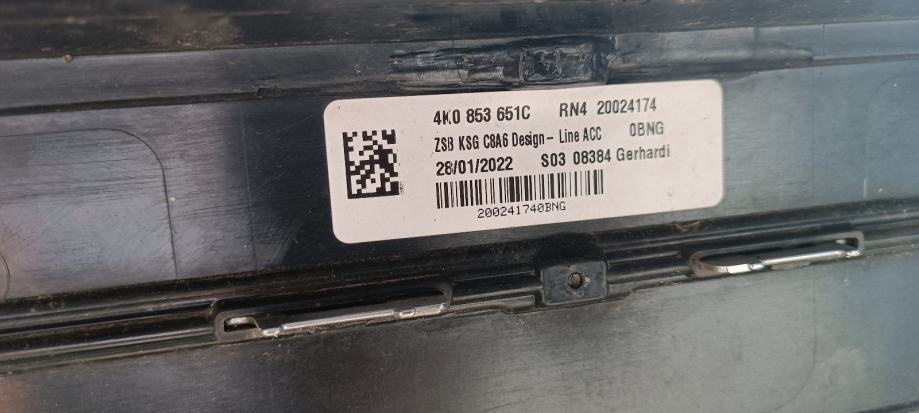 4K0 853 651C RN4 20024174
ZSB KSG C8A6 Design- Line ACC 0BNG
28/01/2022 S03 08384 Gerhardi
200241740BNG